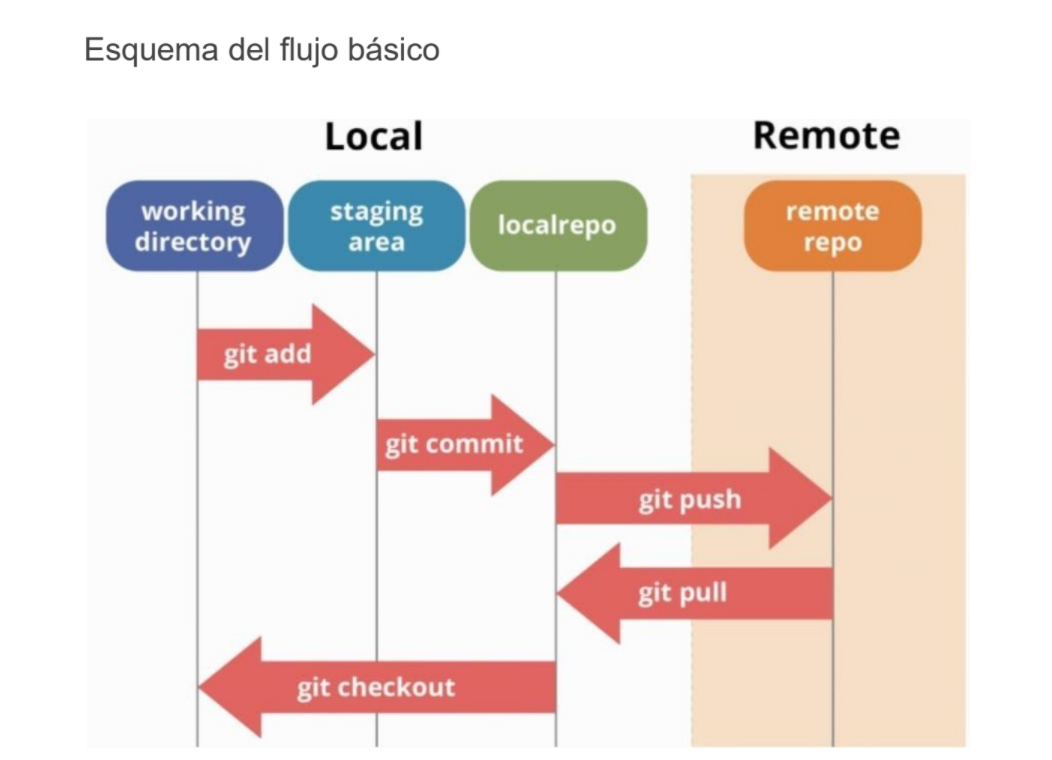 Esquema del flujo básico
Local
Remote
working
directory
staging
area
localrepo
remote
repo
git add
git commit
git push
git pull
git checkout